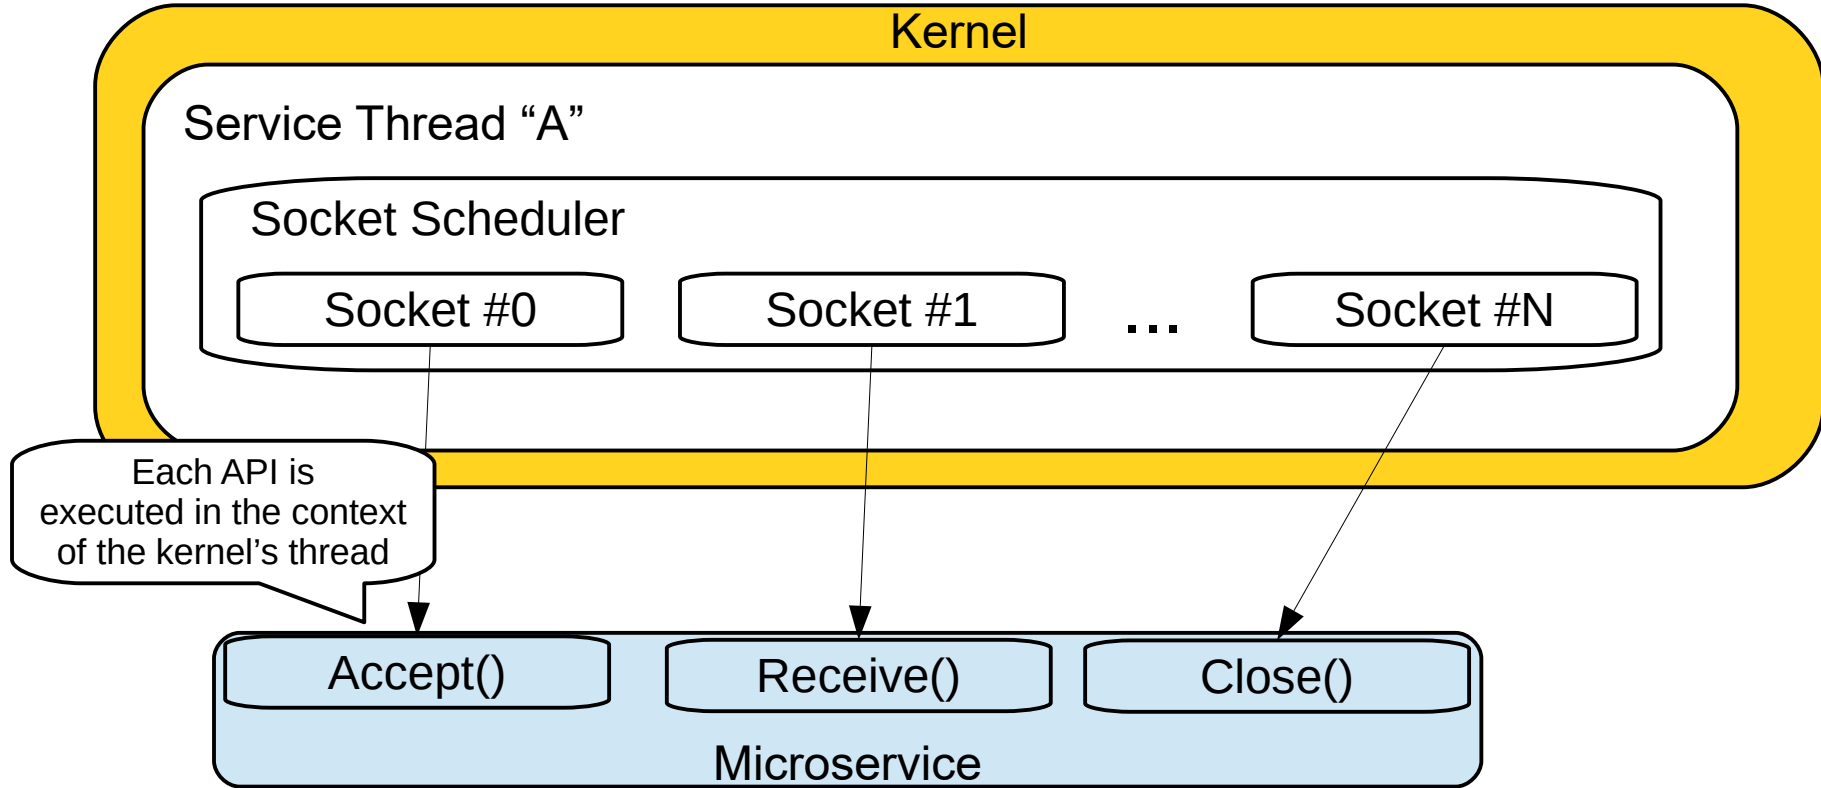 Kernel
Service Thread “A”
Socket Scheduler
Socket #0
Socket #1
...
Socket #N
Each API is
executed in the context
of the kernel’s thread
Accept()
Receive()
Close()
Microservice